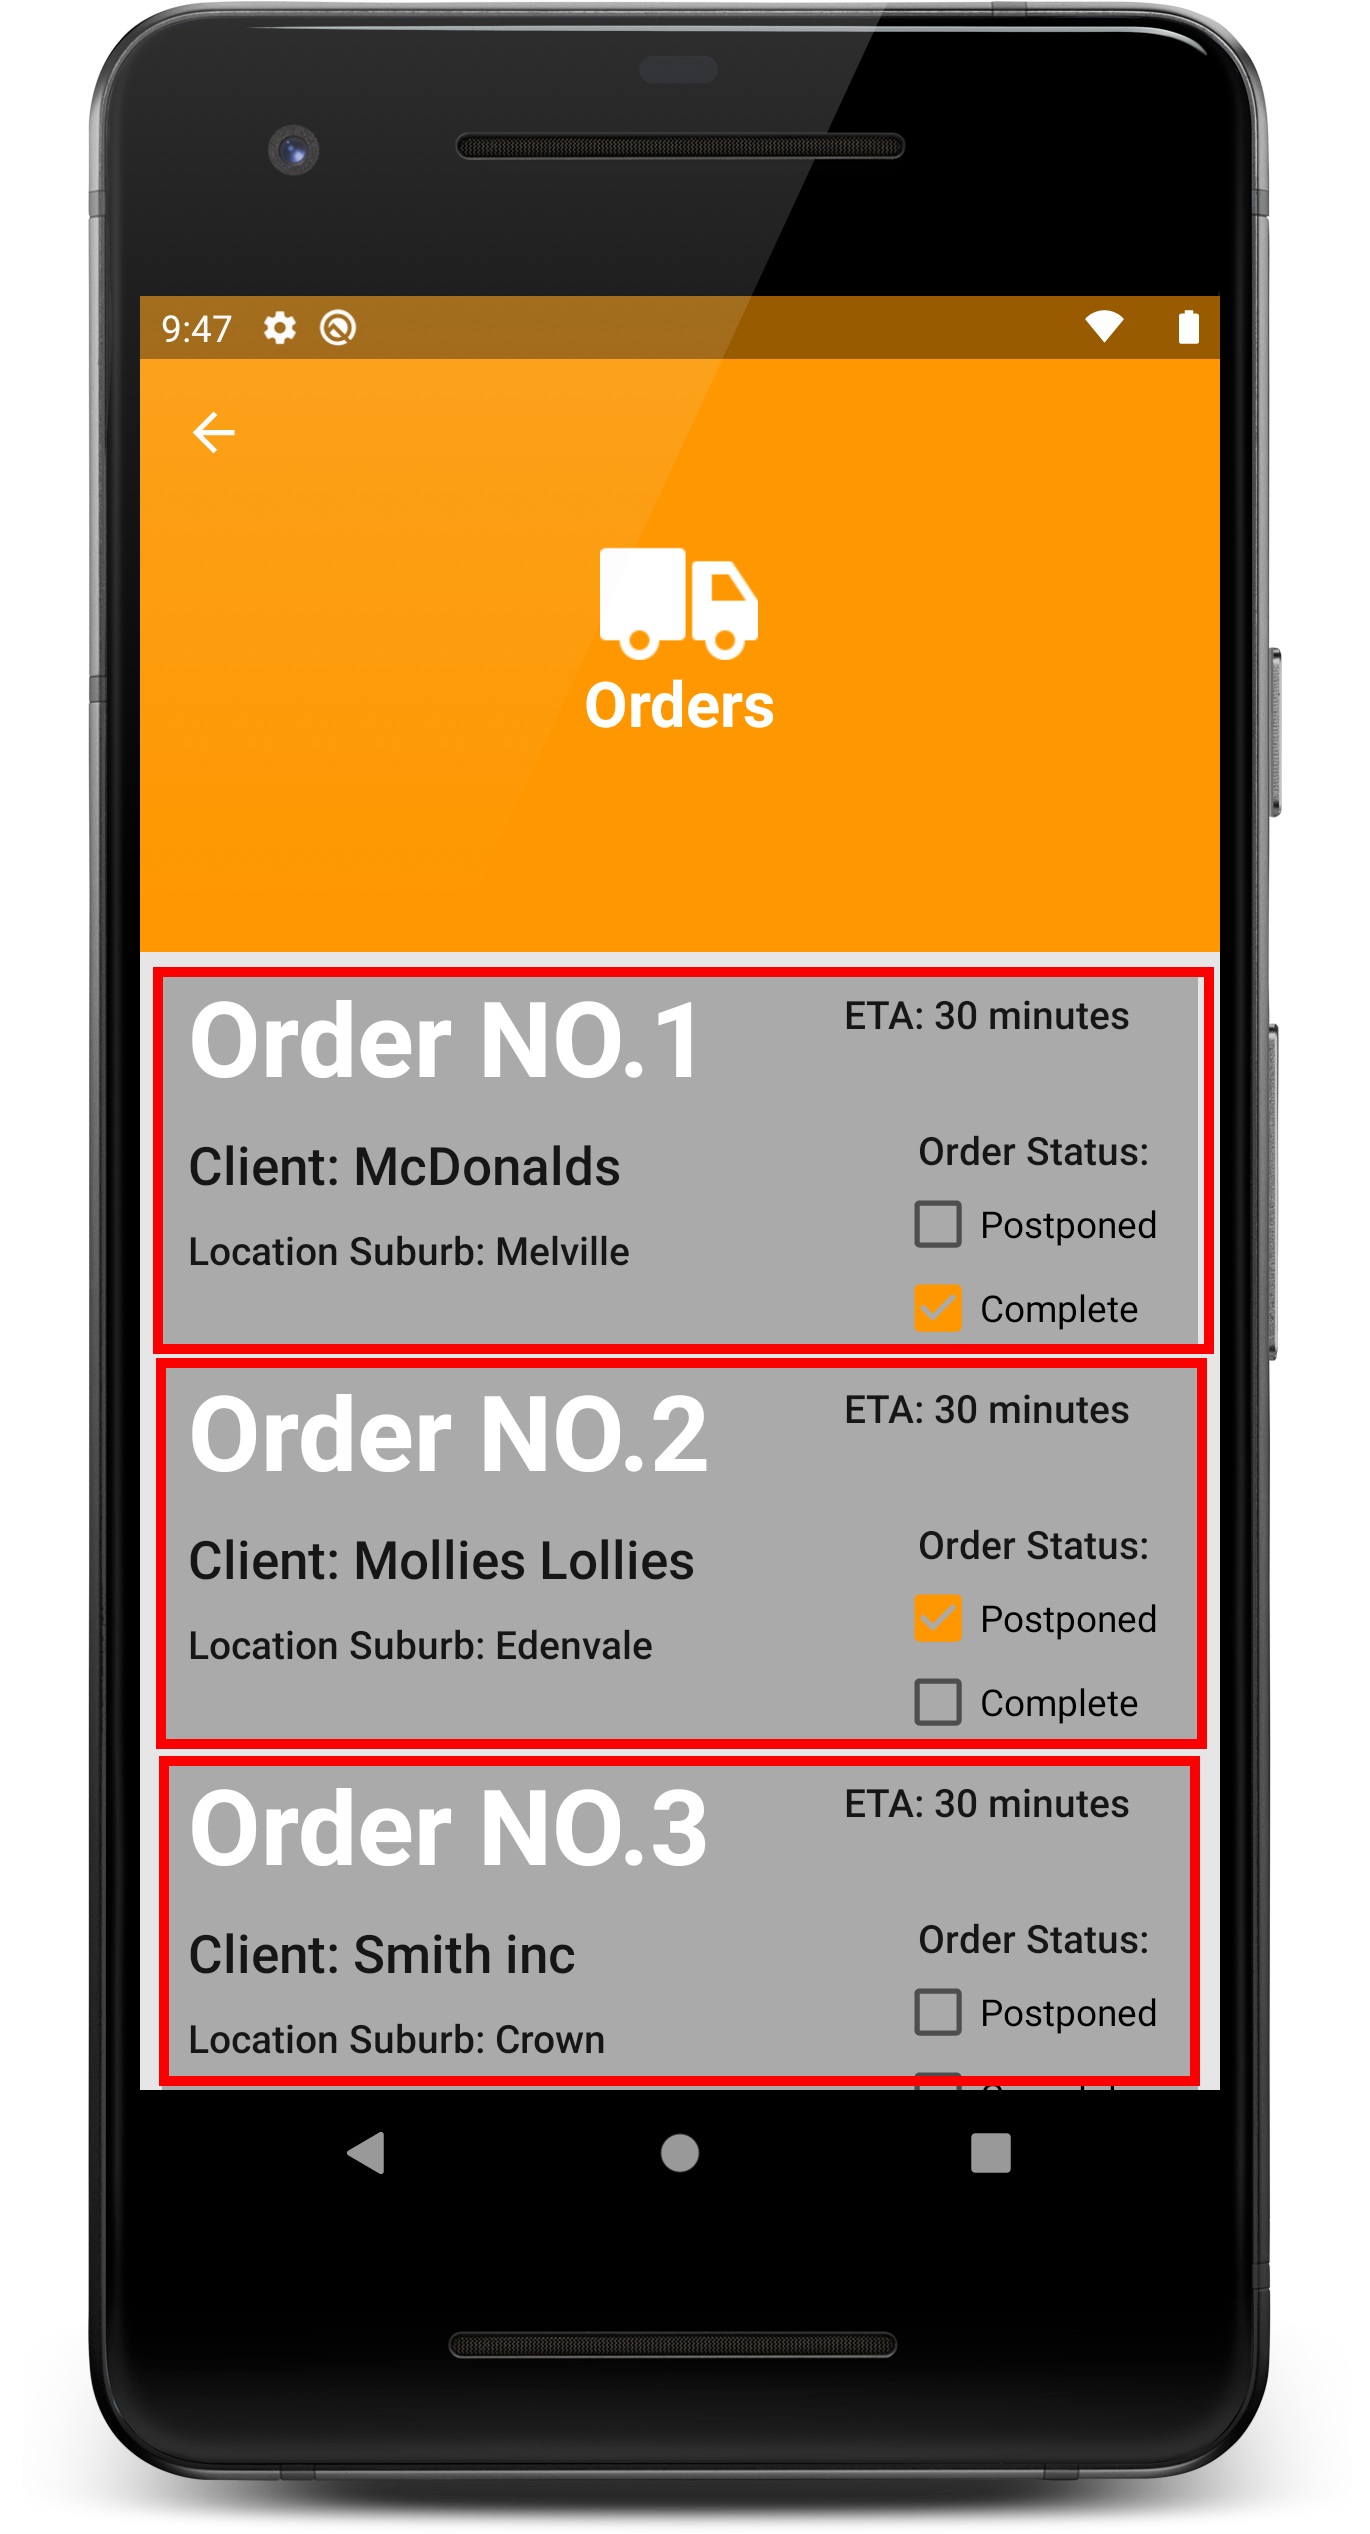 9:47
Orders
Order NO.1
ETA: 30 minutes
Client: McDonalds
Order Status:
Postponed
Location Suburb: Melville
Complete
Order NO.2
ETA: 30 minutes
Client: Mollies Lollies
Order Status:
Postponed
Location Suburb: Edenvale
Complete
Order NO.3
ETA: 30 minutes
Client: Smith inc
Order Status:
Postponed
Location Suburb: Crown